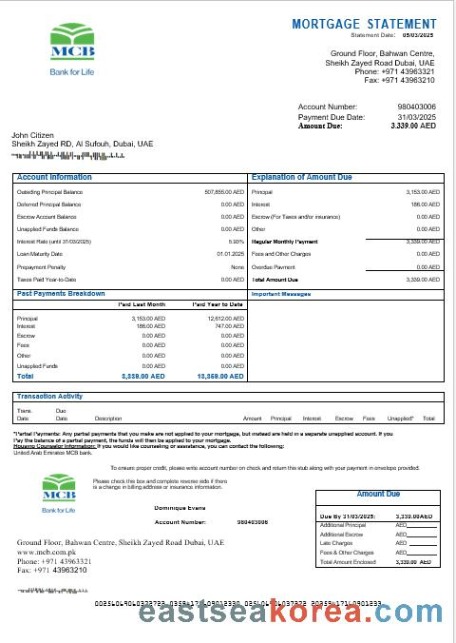 MCB
Bank for Life
MORTGAGE STATEMENT
Statement Date: 05/03/2025
Ground Floor, Bahwan Centre,
Sheikh Zayed Road Dubai, UAE
Phone: +971 43963321
Fax: +971 43963210
Account Number: 980403006
Payment Due Date: 31/03/2025
Amount Due: 3,339.00 AED
John Citizen
Sheikh Zayed RD, Al Sufouh, Dubai, UAE
Account Information
Outstding Principal Balance 507,855.00 AED
Deferred Principal Balance 0.00 AED
Escrow Account Balance 0.00 AED
Unapplied Funds Balance 0.00 AED
Interest Rate (until 31/03/2025)
Loan Maturity Date 01.01.2025
Prepayment Penalty None
Taxes Paid Year-to-Date 0.00 AED
Explanation of Amount Due
Principal 3,153.00 AED
Interest 186.00 AED
Escrow (For Taxes and/or insurance) 0.00 AED
Other 0.00 AED
Regular Monthly Payment 3,339.00 AED
Fees and Other Charges 0.00 AED
Overdue Payment 0.00 AED
Total Amount Due 3,339.00 AED
Past Payments Breakdown
Paid Last Month Paid Year to Date
Principal 3,153.00 AED 12,612.00 AED
Interest 186.00 AED 747.00 AED
Escrow 0.00 AED 0.00 AED
Fees 0.00 AED 0.00 AED
Other 0.00 AED 0.00 AED
Unapplied Funds 0.00 AED 0.00 AED
Total 3,339.00 AED 13,359.00 AED
Important Messages
Transaction Activity
Trans. Due
Date Date Description Amount Principal Interest Escrow Fees Unapplied* Total
*Partial Payments: Any partial payments that you make are not applied to your mortgage, but instead are held in a separate unapplied account. If you
Pay the balance of a partial payment, the funds will then be applied to your mortgage.
Housing Counselor Information: If you would like counseling or assistance, you can contact the following:
United Arab Emirates MCB bank.
To ensure proper credit, please write account number on check and return this stub along with your payment in envelope provided.
MCB
Bank for Life
Please check this box and complete reverse side if there
is a change in billing address or insurance information.
Dominique Evans
Account Number: 980403006
Amount Due
Due By 31/03/2025: 3,339.00AED
Additional Principal AED
Additional Escrow AED
Late Charges AED
Fees & Other Charges AED
Total Amount Enclosed 3,339.00 AED
Ground Floor, Bahwan Centre, Sheikh Zayed Road Dubai, UAE
www.mcb.com.pk
Phone: +971 43963321
Fax: +971 43963210
eastseakorea.com